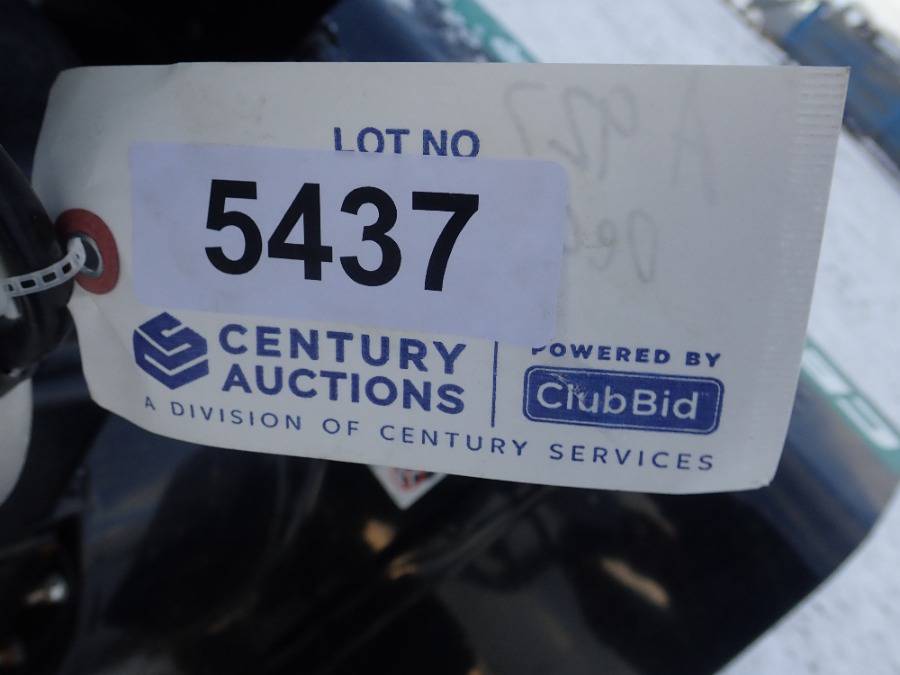 LOT NO
5437
CENTURY
AUCTIONS
A DIVISION OF CENTURY SERVICES
POWERED BY
ClubBid